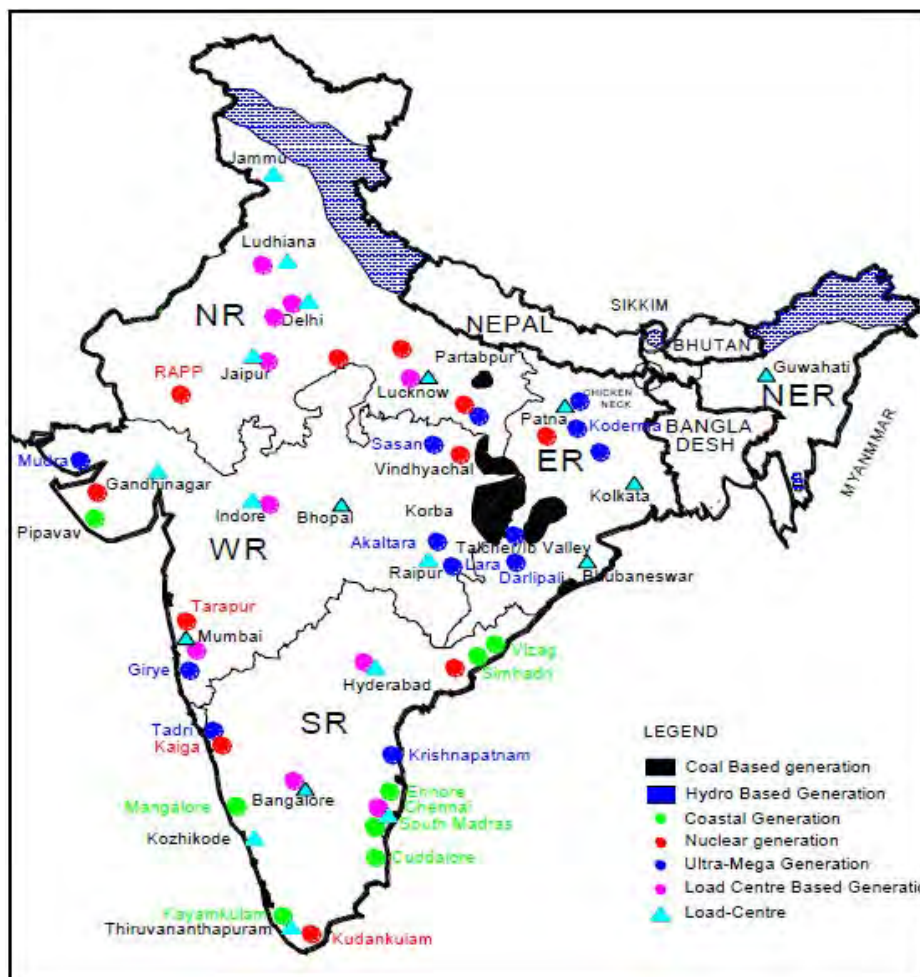 Jammu
Ludhiana
NR
Delhi
SIKKIM
NEPAL
BHUTAN
RAPP
Jaipur
Partabpur
Lucknow
Guwahati
CHICKEN
NECK
NER
Patna
BANGLA
DESH
Koderma
Mudra
Sasan
Vindhyachal
ER
MYANMMAR
Gandhinagar
Kolkata
Pipavav
Indore
Bhopal
Korba
WR
Akaltara
Talcher/Ib Valley
Raipur
Lara
Darlipali
Bhubaneswar
Tarapur
Mumbai
Vizag
Simhadri
Girye
Hyderabad
SR
Tadri
Kaiga
Krishnapatnam
LEGEND
Coal Based generation
Hydro Based Generation
Coastal Generation
Nuclear generation
Ultra-Mega Generation
Load Centre Based Generatio
Load-Centre
Ennore
Bangalore
Chennai
Mangalore
South Madras
Kozhikode
Cuddalore
Kayamkulam
Thiruvananthapuram
Kudankulam